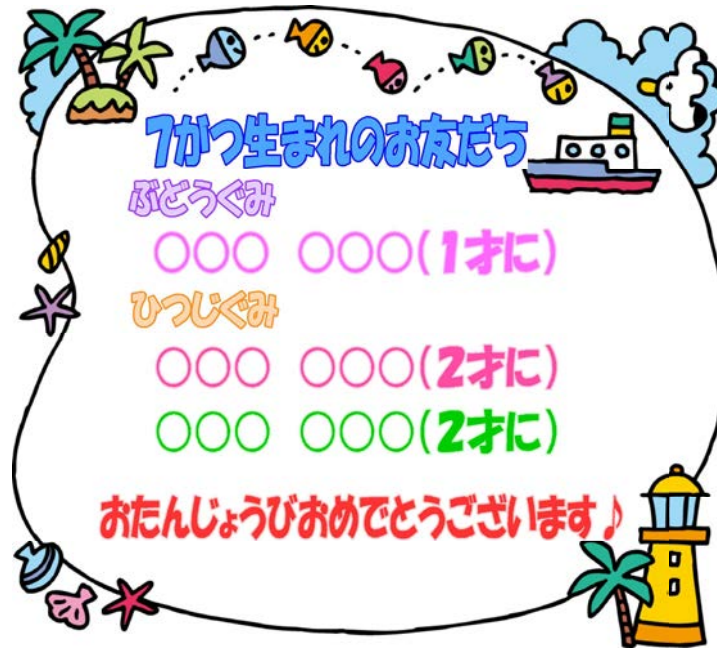 7がつ生まれのお友だち
ぶどうぐみ
○○○ ○○○(1才に)
ひつじぐみ
○○○ ○○○(2才に)
○○○ ○○○(2才に)
おたんじょうびおめでとうございます♪